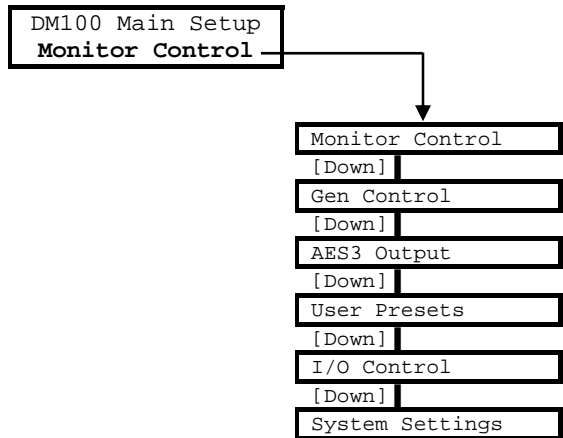 DM100 Main Setup
Monitor Control
Monitor Control
[Down]
Gen Control
[Down]
AES3 Output
[Down]
User Presets
[Down]
I/O Control
[Down]
System Settings